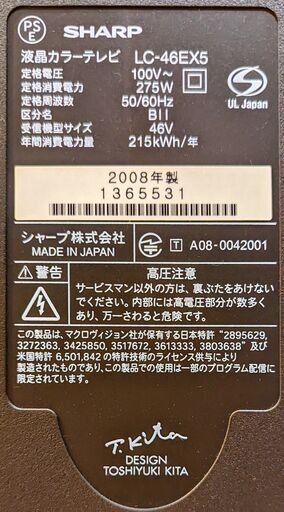 PS
E
SHARP
液晶カラーテレビ LC-46EX5
定格電圧 100V~
定格消費電力 275W
定格周波数 50/60Hz
区分名 BII
受信機型サイズ 46V
年間消費電力量 215kWh/年
UL Japan
2008年製
1365531
シャープ株式会社
MADE IN JAPAN
T A08-0042001
⚠警告 高圧注意
サービスマン以外の方は、裏ぶたをあけないでください。内部には高電圧部分が数多くあり、万一さわると危険です。
この製品は、マクロヴィジョン社が保有される日本特許 "2895629,
3272363, 3425850, 3517672, 3613333, 3803638" 及び
米国特許 6,501,842 の特許技術のライセンス供与により
製造されたものであり、この製品での使用は一部のプログラム配信に
限定されています。
T. Kita
DESIGN
TOSHIYUKI KITA